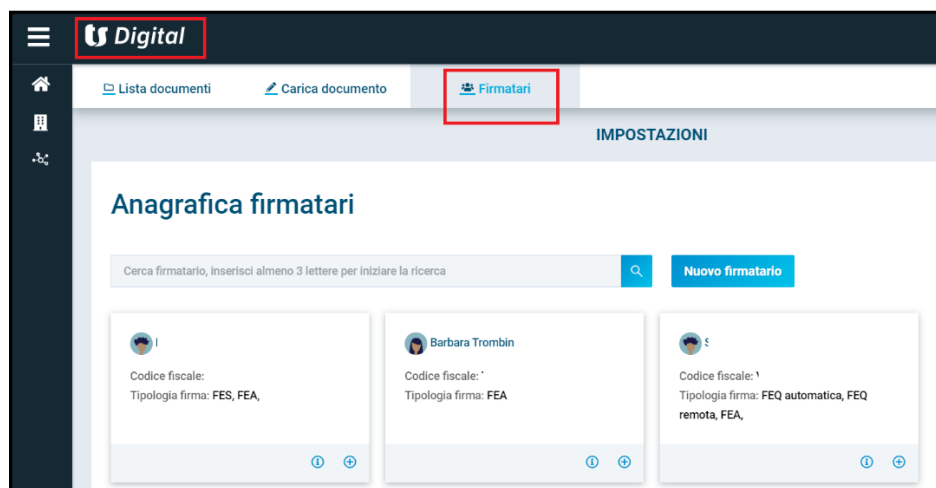 ts Digital
Lista documenti Carica documento Firmatari
IMPOSTAZIONI
Anagrafica firmatari
Cerca firmatario, inserisci almeno 3 lettere per iniziare la ricerca Nuovo firmatario
Barbara Trombin
Codice fiscale: Codice fiscale: Codice fiscale:
Tipologia firma: FES, FEA, Tipologia firma: FEA Tipologia firma: FEQ automatica, FEQ
remota, FEA,